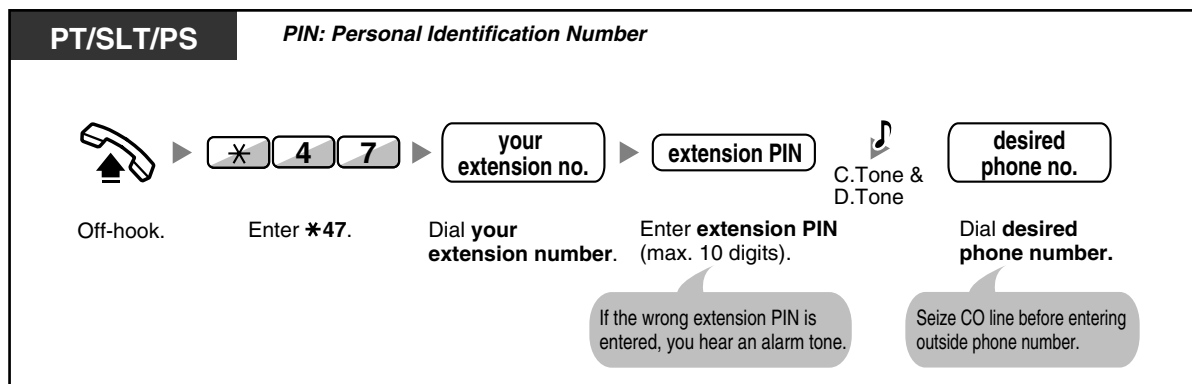 PT/SLT/PS
PIN: Personal Identification Number
* 4 7
your
extension no.
extension PIN
C.Tone &
D.Tone
desired
phone no.
Off-hook.
Enter *47.
Dial your
extension number.
Enter extension PIN
(max. 10 digits).
Dial desired
phone number.
If the wrong extension PIN is
entered, you hear an alarm tone.
Seize CO line before entering
outside phone number.